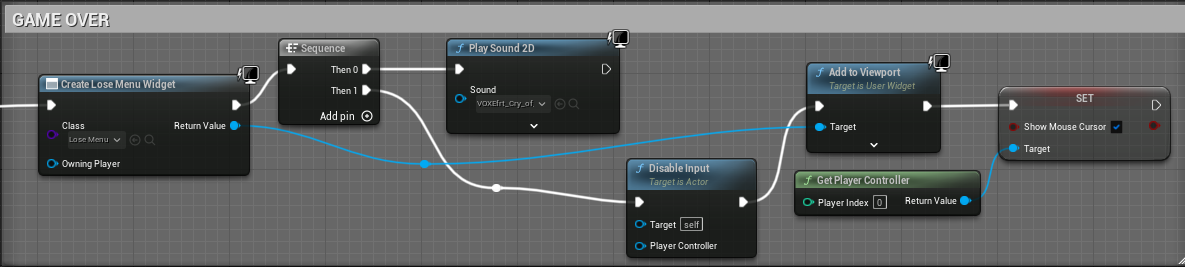 GAME OVER
Create Lose Menu Widget
Class
Lose Menu
Return Value
Owning Player
Sequence
Then 0
Then 1
Add pin
Play Sound 2D
Sound
VOXEfrt_Cry_of_
Disable Input
Target is Actor
Target self
Player Controller
Add to Viewport
Target is User Widget
Target
Get Player Controller
Player Index 0
Return Value
SET
Show Mouse Cursor
Target